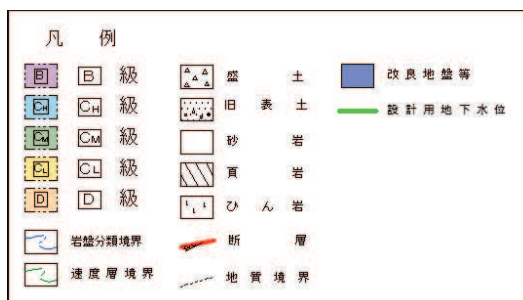 凡 例
B B 級
CH CH 級
CM CM 級
CL CL 級
D D 級
岩盤分類境界
速度層境界
盛 土
旧 表 土
砂 岩
頁 岩
ひ ん 岩
断 層
地 質 境 界
改 良 地 盤 等
設 計 用 地 下 水 位